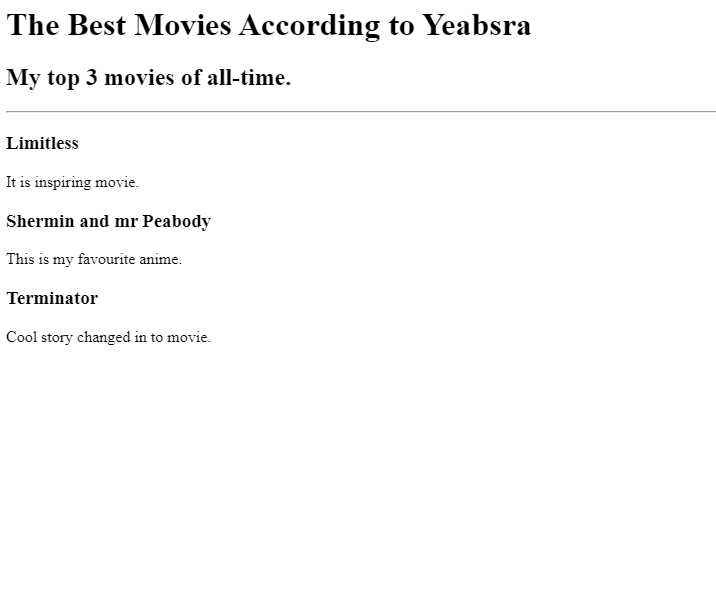 The Best Movies According to Yeabsra
My top 3 movies of all-time.
Limitless
It is inspiring movie.
Shermin and mr Peabody
This is my favourite anime.
Terminator
Cool story changed in to movie.